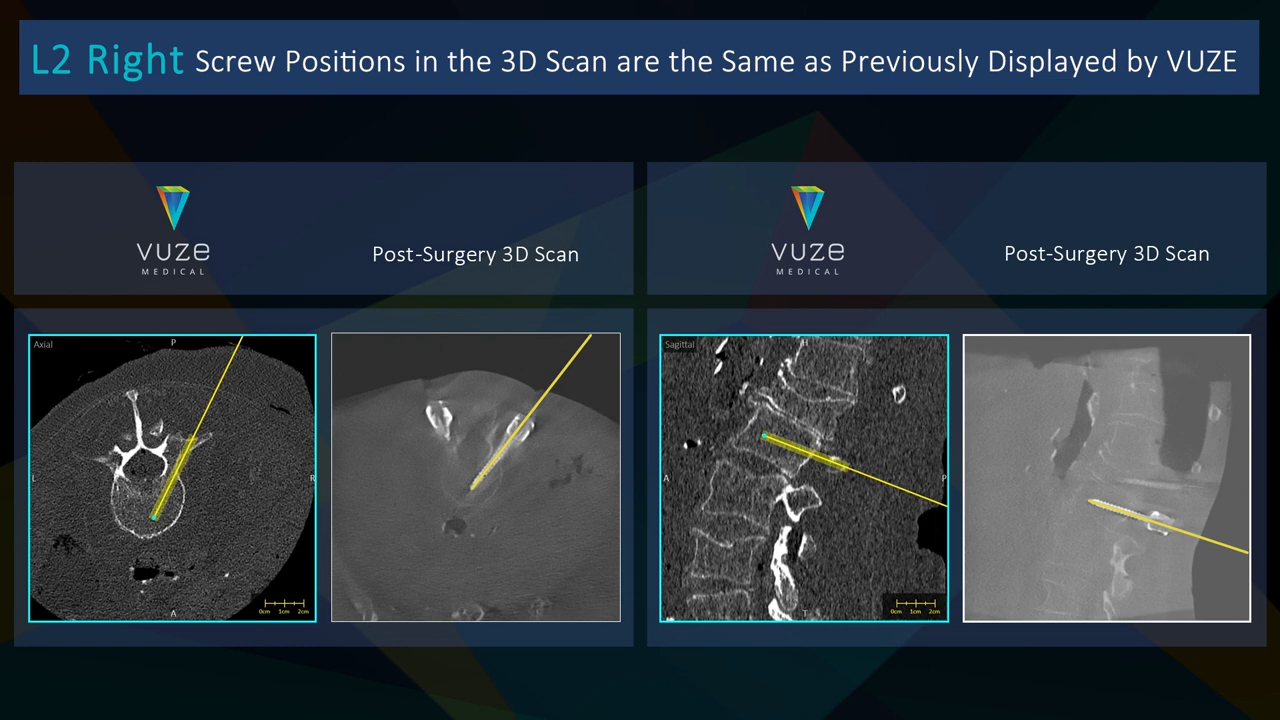 L2 Right Screw Positions in the 3D Scan are the Same as Previously Displayed by VUZE
VUZE
MEDICAL
Post-Surgery 3D Scan
VUZE
MEDICAL
Post-Surgery 3D Scan
Axial
P
L
R
A
0cm 1cm 2cm
Sagittal
H
A
P
T
0cm 1cm 2cm